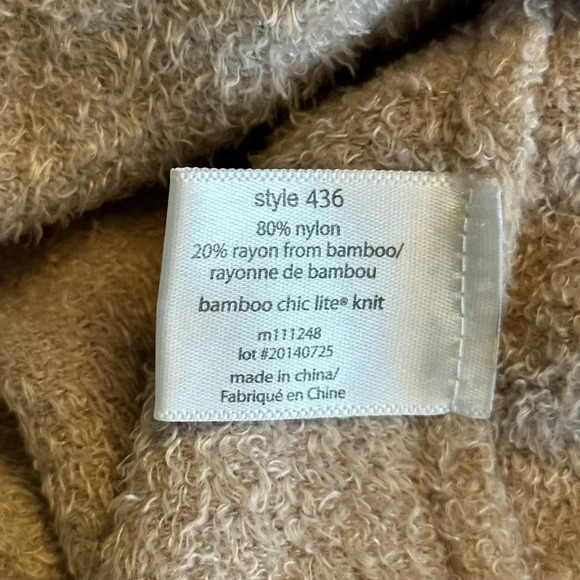 style 436
80% nylon
20% rayon from bamboo/
rayonne de bambou
bamboo chic lite® knit
rn111248
lot #20140725
made in china/
Fabriqué en Chine